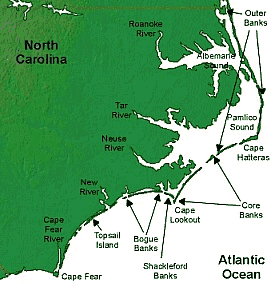 Outer
Banks
Roanoke
River
North
Carolina
Albemarle
Sound
Tar
River
Pamlico
Sound
Neuse
River
Cape
Hatteras
New
River
Core
Banks
Cape
Lookout
Cape
Fear
River
Topsail
Island
Bogue
Banks
Shackleford
Banks
Atlantic
Ocean
Cape Fear